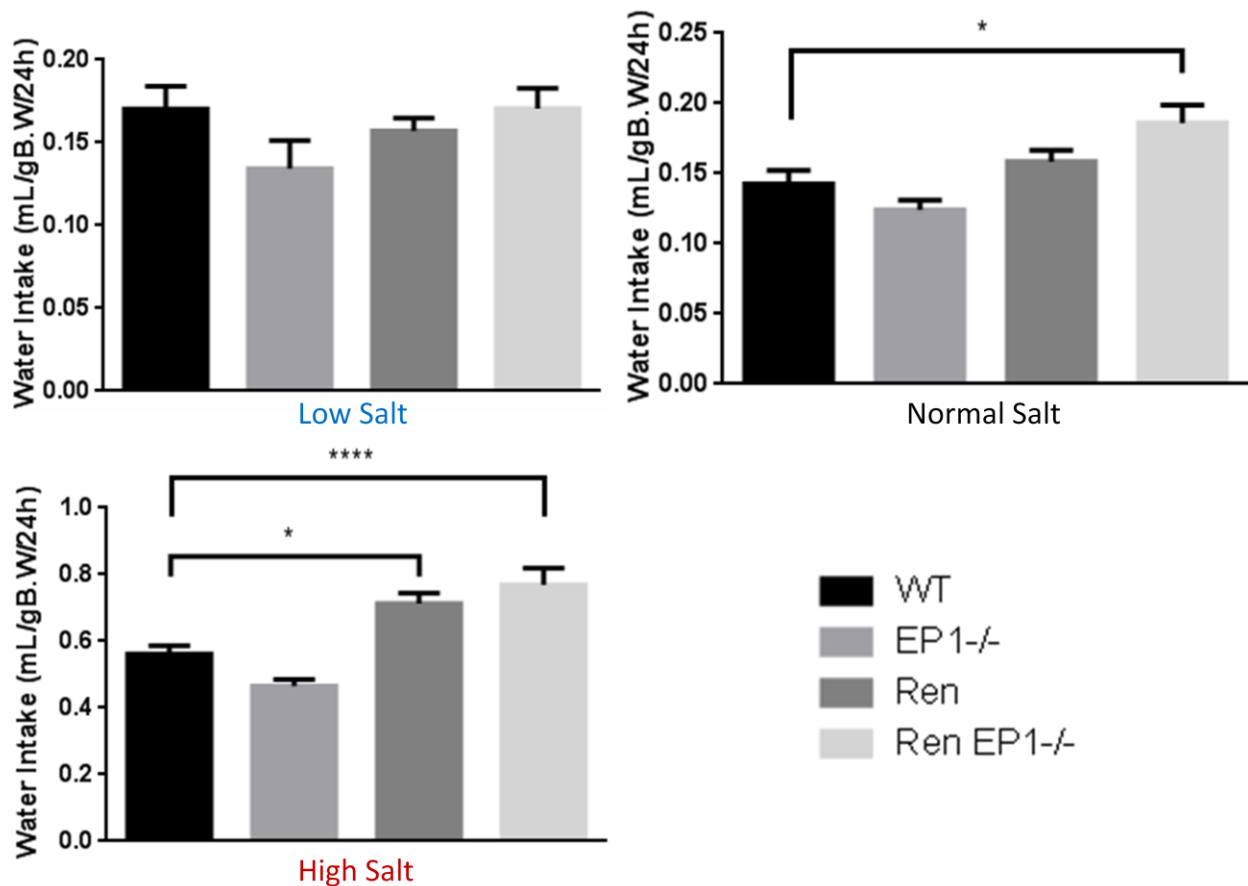 Water Intake (mL/gB.W/24h)
0.20
0.15
0.10
0.05
0.00
Low Salt
Water Intake (mL/gB.W/24h)
0.25
0.20
0.15
0.10
0.05
0.00
*
Normal Salt
Water Intake (mL/gB.W/24h)
1.0
0.8
0.6
0.4
0.2
0.0
****
*
High Salt
WT
EP1-/-
Ren
Ren EP1-/-